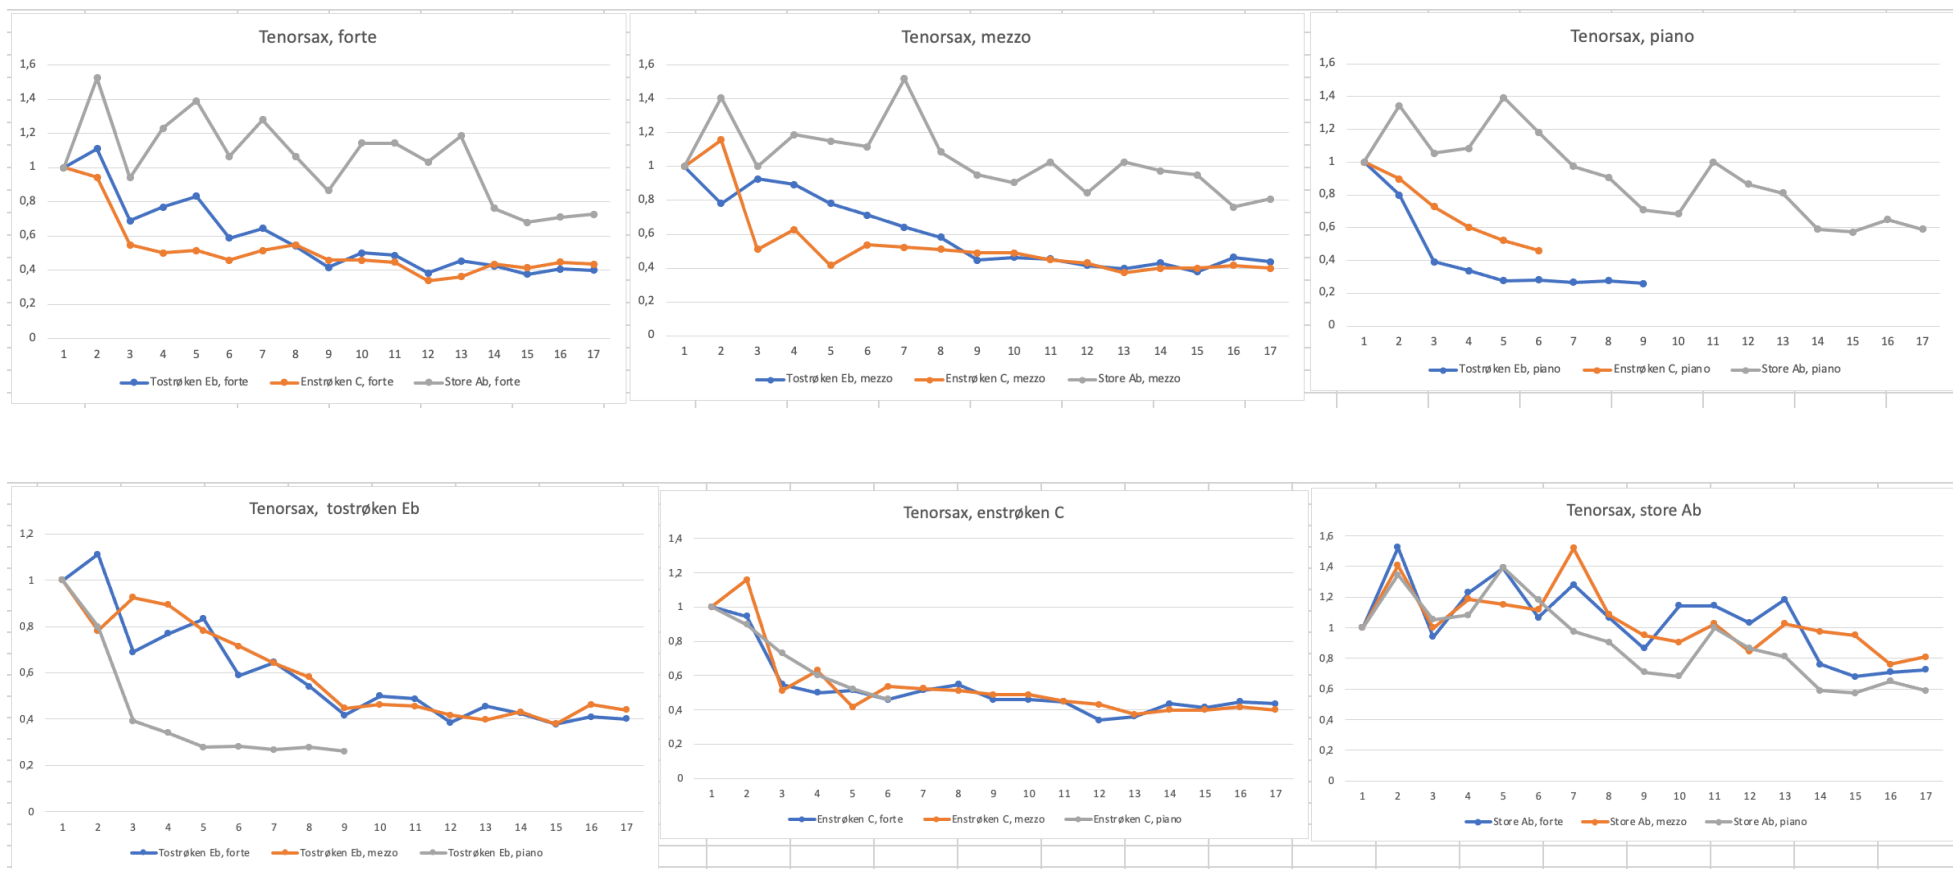 Tenorsax, forte
1,6
1,4
1,2
1
0,8
0,6
0,4
0,2
0
1 2 3 4 5 6 7 8 9 10 11 12 13 14 15 16 17
Tostrøken Eb, forte Enstrøken C, forte Store Ab, forte
Tenorsax, mezzo
1,6
1,4
1,2
1
0,8
0,6
0,4
0,2
0
1 2 3 4 5 6 7 8 9 10 11 12 13 14 15 16 17
Tostrøken Eb, mezzo Enstrøken C, mezzo Store Ab, mezzo
Tenorsax, piano
1,6
1,4
1,2
1
0,8
0,6
0,4
0,2
0
1 2 3 4 5 6 7 8 9 10 11 12 13 14 15 16 17
Tostrøken Eb, piano Enstrøken C, piano Store Ab, piano
Tenorsax, tostrøken Eb
1,2
1
0,8
0,6
0,4
0,2
0
1 2 3 4 5 6 7 8 9 10 11 12 13 14 15 16 17
Tostrøken Eb, forte Tostrøken Eb, mezzo Tostrøken Eb, piano
Tenorsax, enstrøken C
1,4
1,2
1
0,8
0,6
0,4
0,2
0
1 2 3 4 5 6 7 8 9 10 11 12 13 14 15 16 17
Enstrøken C, forte Enstrøken C, mezzo Enstrøken C, piano
Tenorsax, store Ab
1,6
1,4
1,2
1
0,8
0,6
0,4
0,2
0
1 2 3 4 5 6 7 8 9 10 11 12 13 14 15 16 17
Store Ab, forte Store Ab, mezzo Store Ab, piano